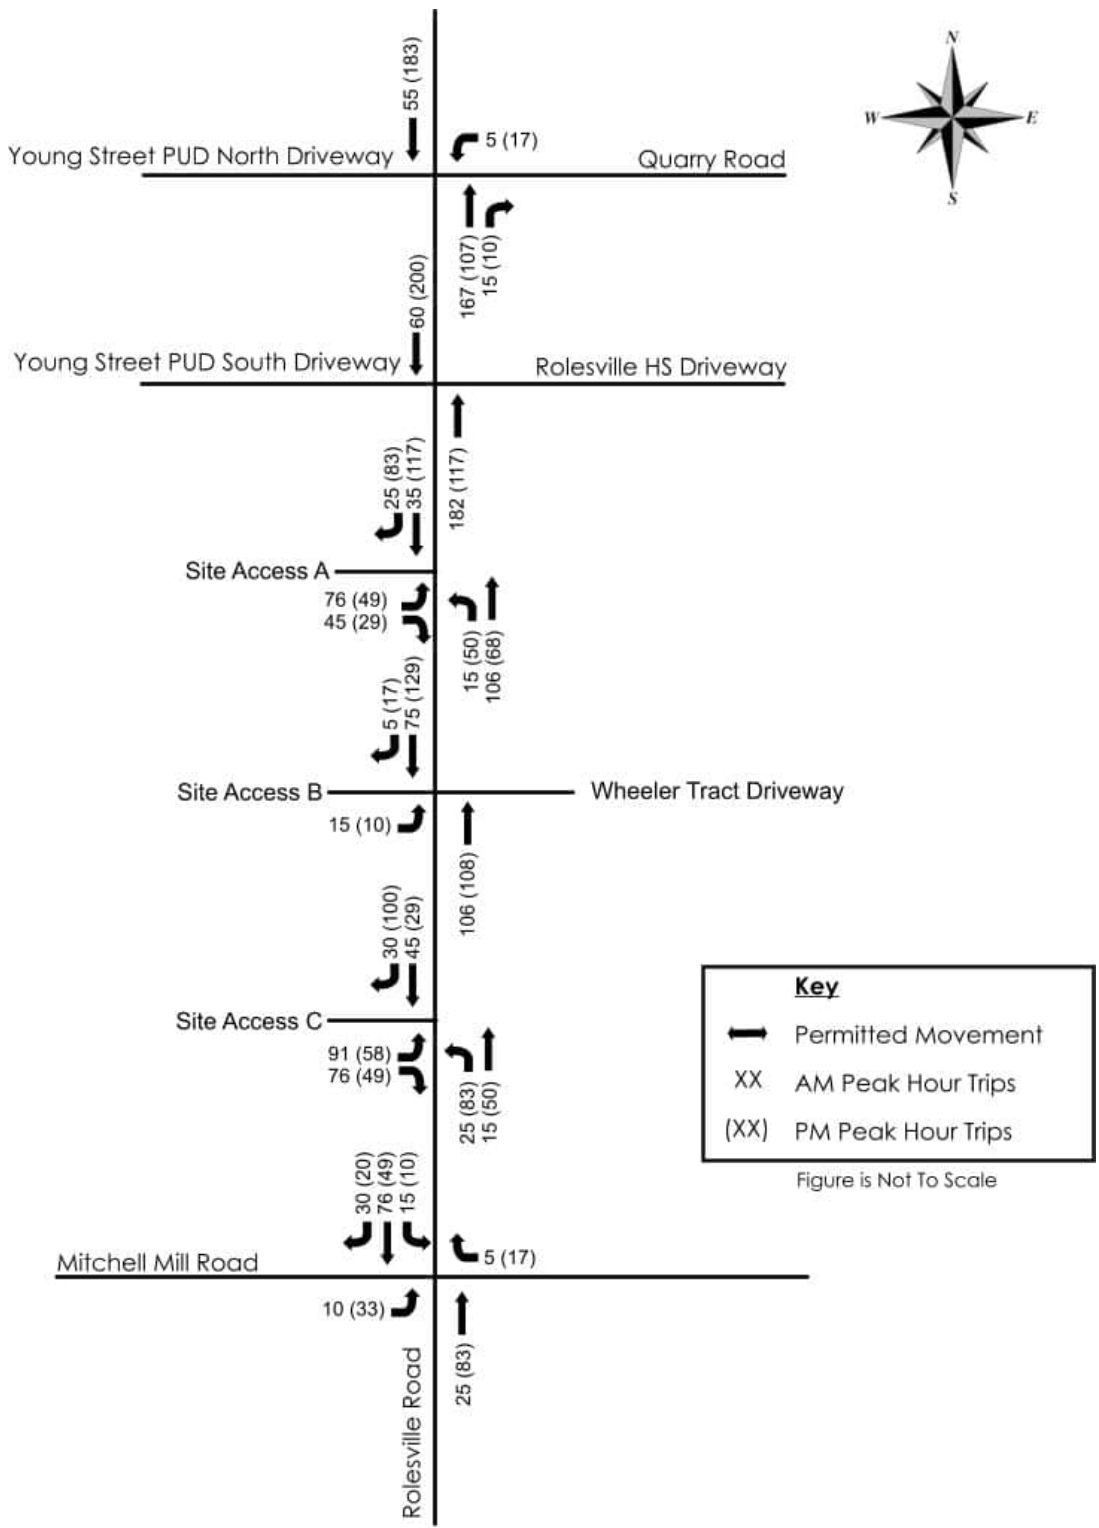 N
55 (183)
5 (17)
W
E
Young Street PUD North Driveway
Quarry Road
S
167 (107)
15 (10)
60 (200)
Young Street PUD South Driveway
Rolesville HS Driveway
25 (83)
35 (117)
182 (117)
Site Access A
76 (49)
45 (29)
15 (50)
106 (68)
5 (17)
75 (129)
Site Access B
Wheeler Tract Driveway
15 (10)
106 (108)
30 (100)
45 (29)
Site Access C
91 (58)
76 (49)
25 (83)
15 (50)
Key
Permitted Movement
XX AM Peak Hour Trips
(XX) PM Peak Hour Trips
Figure is Not To Scale
30 (20)
76 (49)
15 (10)
Mitchell Mill Road
5 (17)
10 (33)
25 (83)
Rolesville Road